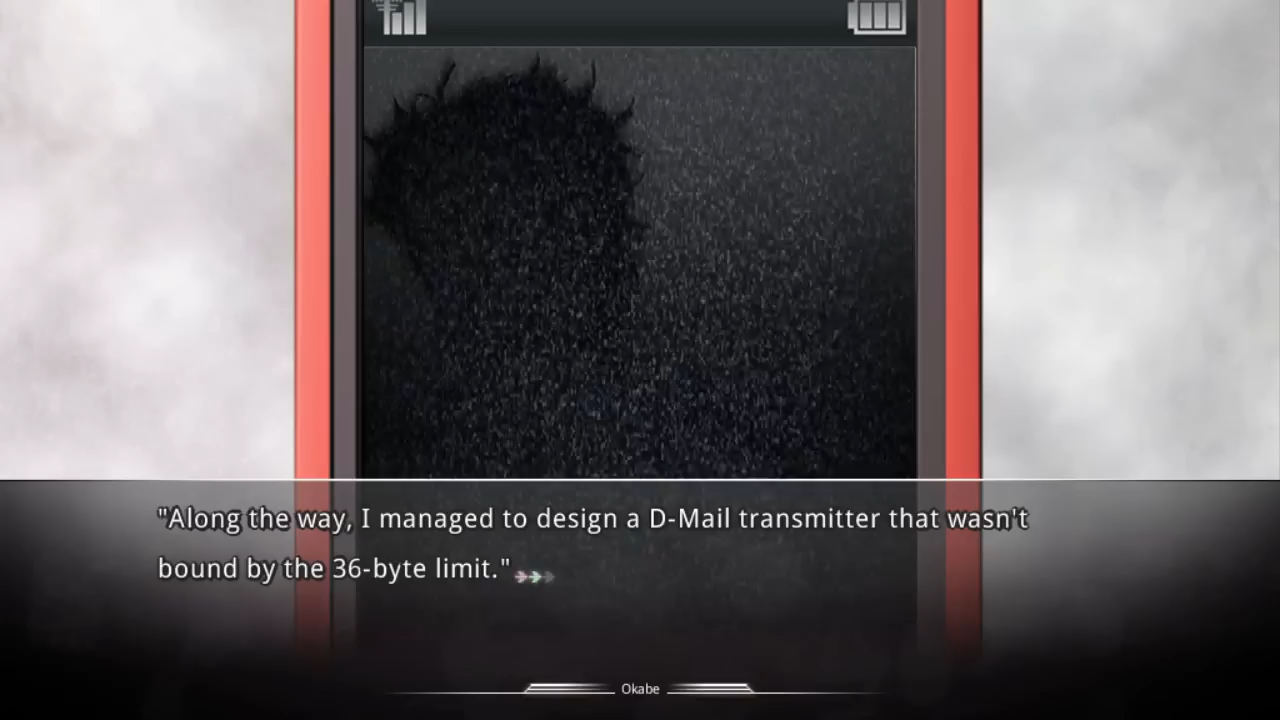 "Along the way, I managed to design a D-Mail transmitter that wasn't
bound by the 36-byte limit."
Okabe